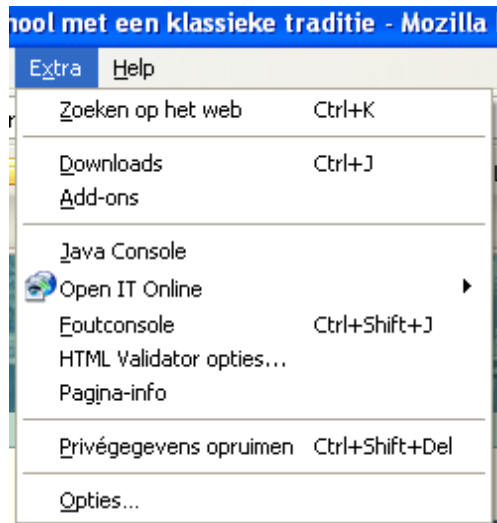 hool met een klassieke traditie - Mozilla
Extra Help
Zoeken op het web Ctrl+K
Downloads Ctrl+J
Add-ons
Java Console
Open IT Online
Foutconsole Ctrl+Shift+J
HTML Validator opties...
Pagina-info
Privégegevens opruimen Ctrl+Shift+Del
Opties...